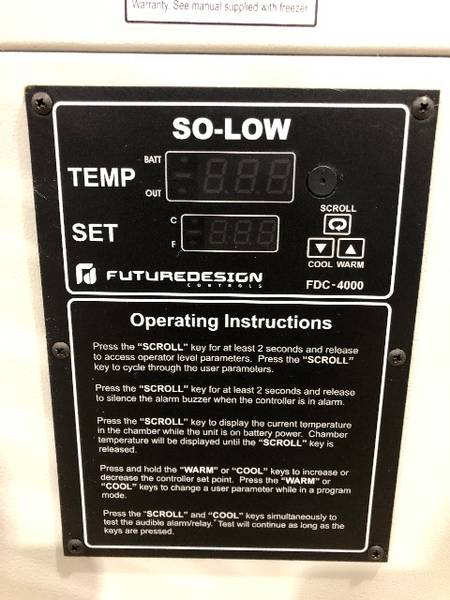 Warranty. See manual supplied with freezer
SO-LOW
BATT
TEMP
OUT
SCROLL
C
SET
F
COOL WARM
FUTUREDESIGN
CONTROLS
FDC-4000
Operating Instructions
Press the “SCROLL” key for at least 2 seconds and release
to access operator level parameters. Press the “SCROLL”
key to cycle through the user parameters.
Press the “SCROLL” key for at least 2 seconds and release
to silence the alarm buzzer when the controller is in alarm.
Press the “SCROLL” key to display the current temperature
in the chamber while the unit is on battery power. Chamber
temperature will be displayed until the “SCROLL” key is
released.
Press and hold the “WARM” or “COOL” keys to increase or
decrease the controller set point. Press the “WARM” or
“COOL” keys to change a user parameter while in a program
mode.
Press the “SCROLL” and “COOL” keys simultaneously to
test the audible alarm/relay. Test will continue as long as the
keys are pressed.